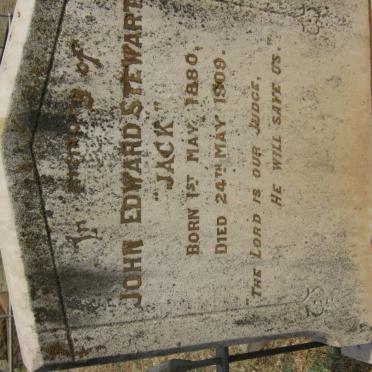 In memory of
JOHN EDWARD STEWART
"JACK"
BORN 1ST MAY, 1880,
DIED 24TH MAY 1909.
"THE LORD IS OUR JUDGE,
HE WILL SAVE US."